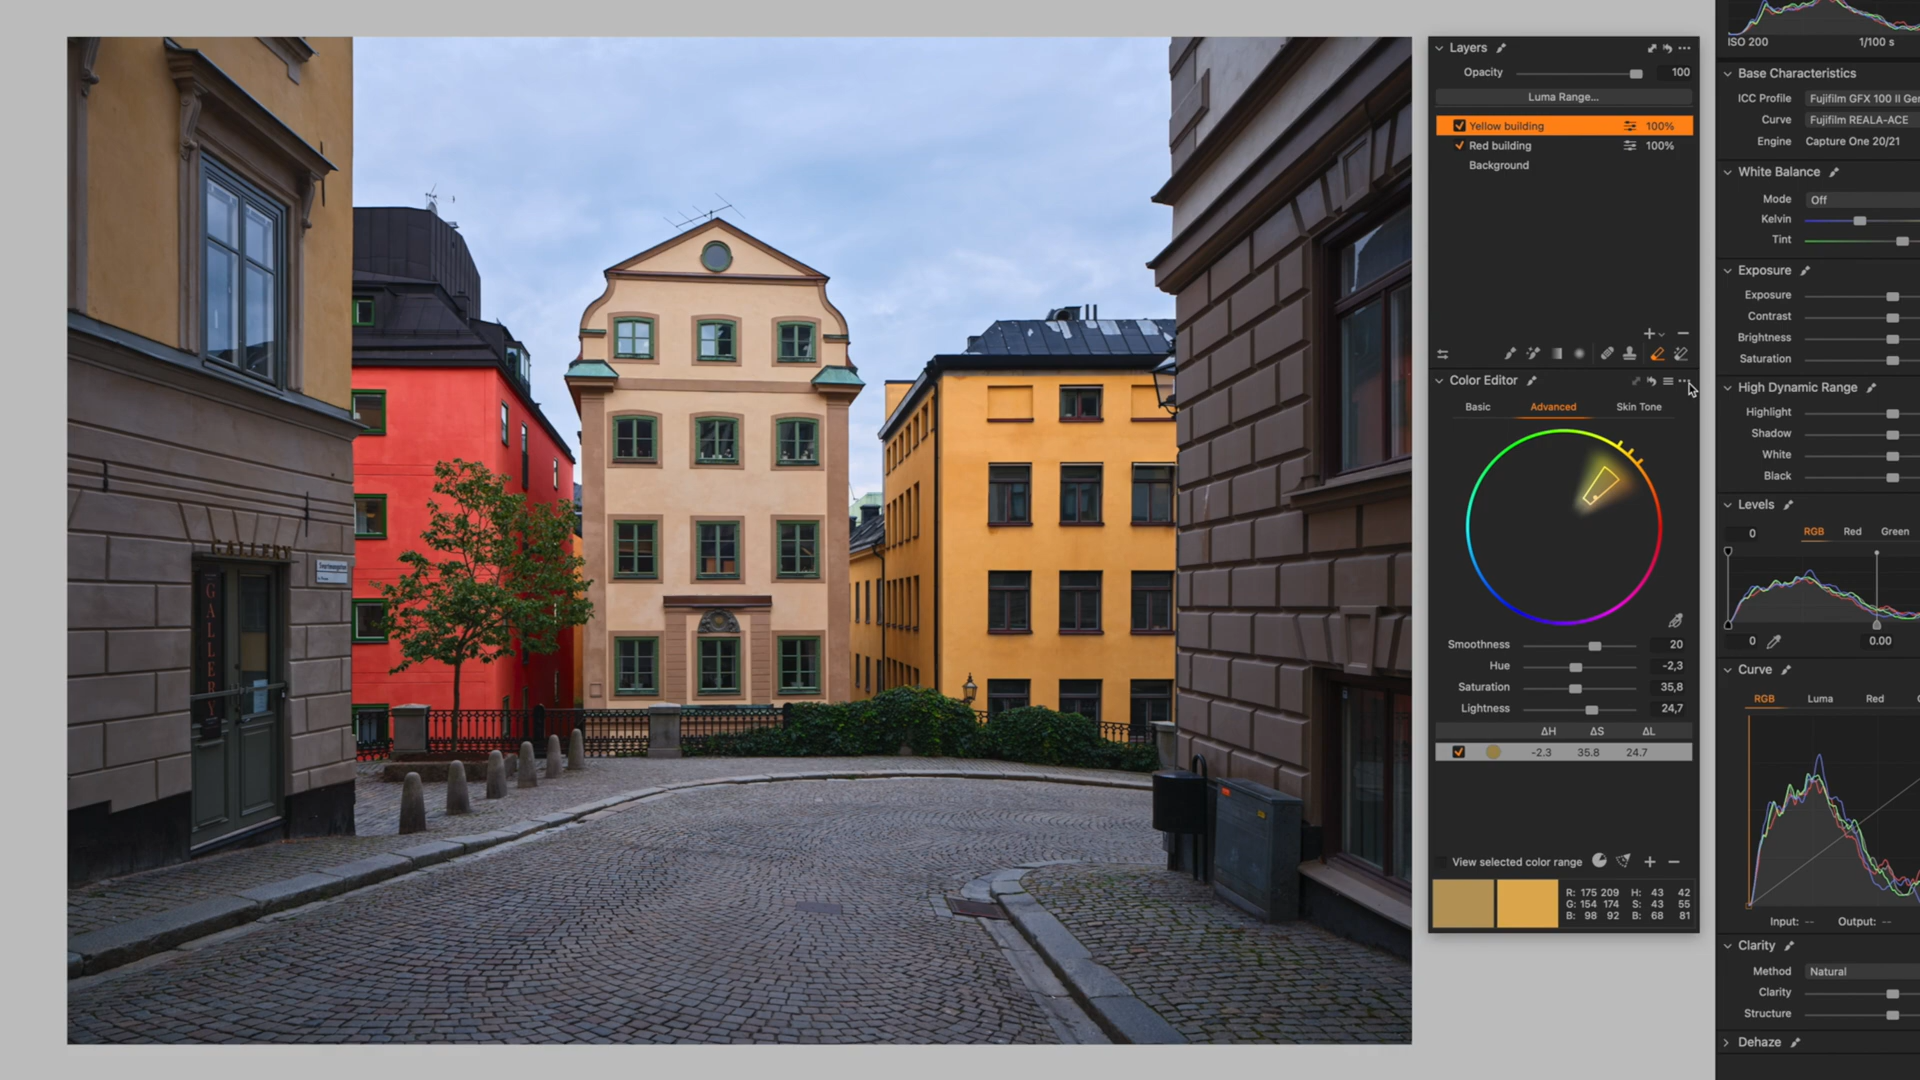 GALLERY
GALLERY
Layers
Opacity 100
Luma Range...
Yellow building 100%
Red building 100%
Background
Color Editor
Basic Advanced Skin Tone
Smoothness 20
Hue -2,3
Saturation 35,8
Lightness 24,7
ΔH ΔS ΔL
-2.3 35.8 24.7
View selected color range
R: 175 209 H: 43 42
G: 154 174 S: 43 55
B: 98 92 B: 68 81
ISO 200 1/100 s
Base Characteristics
ICC Profile Fujifilm GFX 100 II Ger
Curve Fujifilm REALA-ACE
Engine Capture One 20/21
White Balance
Mode Off
Kelvin
Tint
Exposure
Exposure
Contrast
Brightness
Saturation
High Dynamic Range
Highlight
Shadow
White
Black
Levels
0 RGB Red Green
0 0.00
Curve
RGB Luma Red
Input: -- Output: --
Clarity
Method Natural
Clarity
Structure
Dehaze